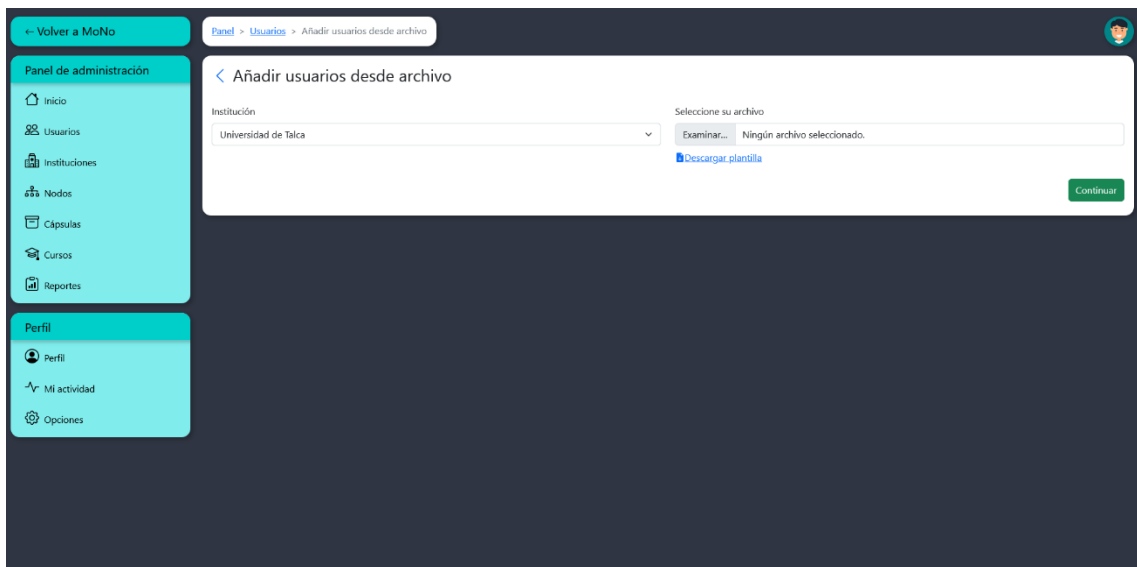 ← Volver a MoNo
Panel > Usuarios > Añadir usuarios desde archivo
Panel de administración
Inicio
Usuarios
Instituciones
Nodos
Cápsulas
Cursos
Reportes
Perfil
Perfil
Mi actividad
Opciones
Añadir usuarios desde archivo
Institución
Universidad de Talca
Seleccione su archivo
Examinar... Ningún archivo seleccionado.
Descargar plantilla
Continuar